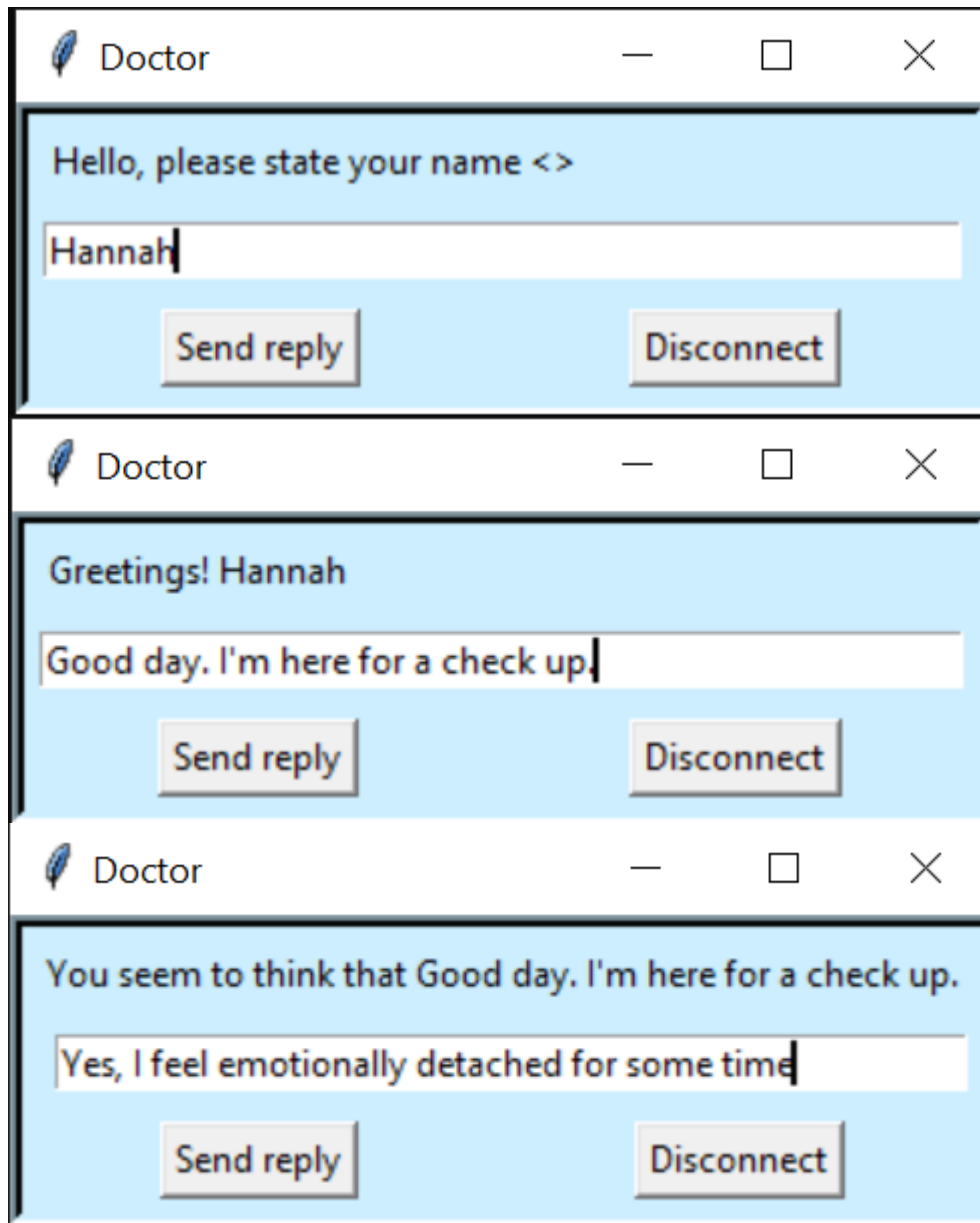 Doctor
Hello, please state your name <>
Hannah
Send reply Disconnect
Doctor
Greetings! Hannah
Good day. I'm here for a check up.
Send reply Disconnect
Doctor
You seem to think that Good day. I'm here for a check up.
Yes, I feel emotionally detached for some time
Send reply Disconnect